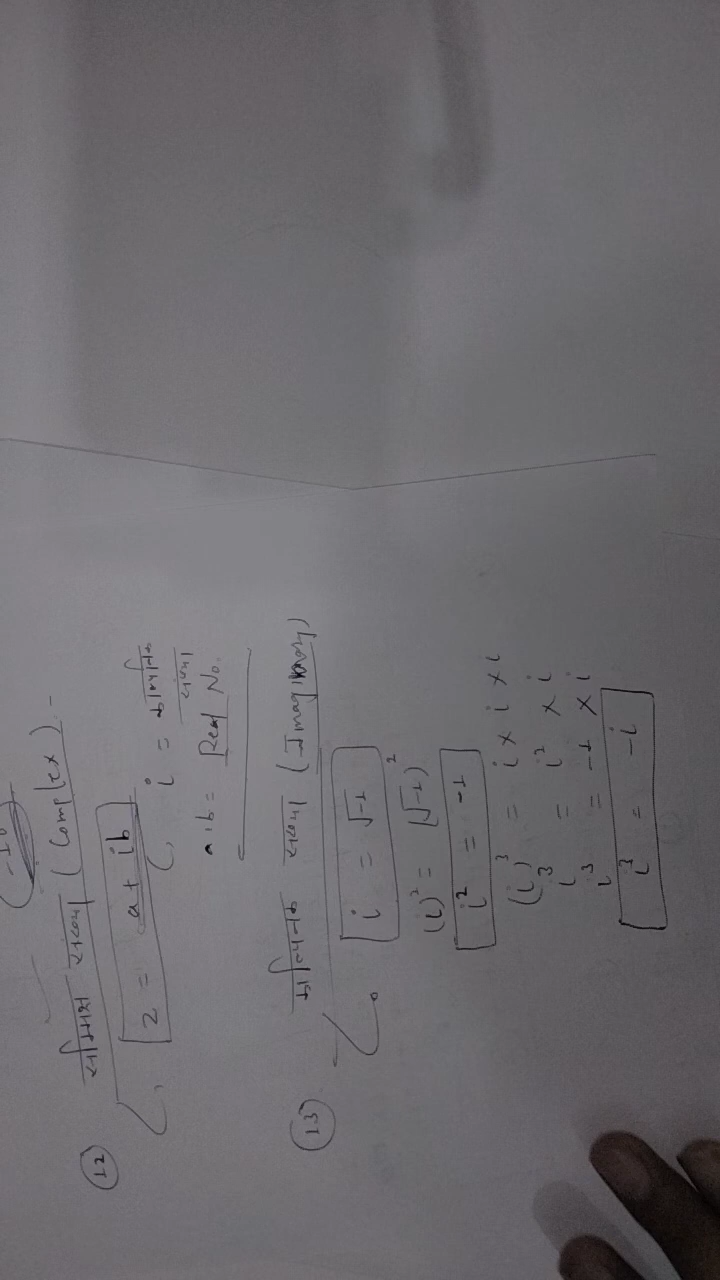 (12) सम्मिश्र संख्या (Complex) -
z = a + ib
i = काल्पनिक
संख्या
a, b = Real No.
(13) काल्पनिक संख्या (Imaginary)
i = √-1
(i)² = (√-1)²
i² = -1
(i)³ = i × i × i
i³ = i² × i
i³ = -1 × i
i³ = -i